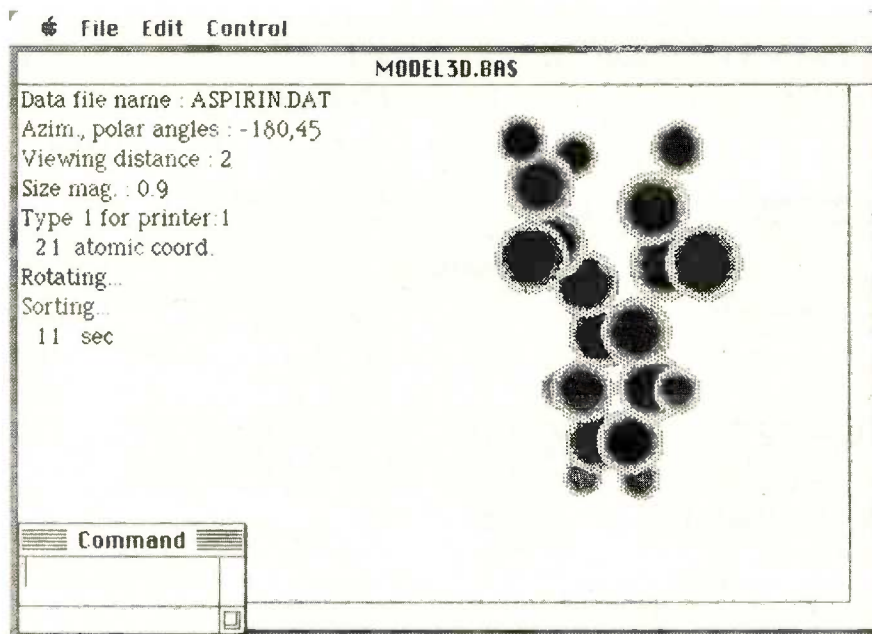 File Edit Control
MODEL3D.BAS
Data file name : ASPIRIN.DAT
Azim., polar angles : -180,45
Viewing distance : 2
Size mag. : 0.9
Type 1 for printer:1
21 atomic coord.
Rotating...
Sorting...
11 sec
Command